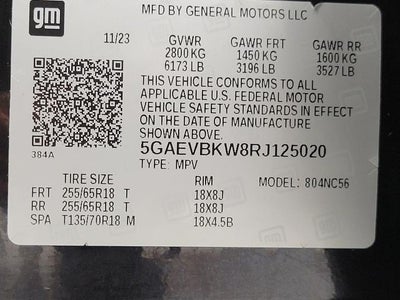 gm
MFD BY GENERAL MOTORS LLC
11/23 GVWR GAWR FRT GAWR RR
2800 KG 1450 KG 1600 KG
6173 LB 3196 LB 3527 LB
THIS VEHICLE CONFORMS TO ALL
APPLICABLE U.S. FEDERAL MOTOR
VEHICLE SAFETY STANDARDS IN EFFECT
ON THE DATE OF MANUFACTURE
SHOWN ABOVE.
384A
5GAEVBKW8RJ125020
TYPE: MPV
TIRE SIZE RIM MODEL: 804NC56
FRT 255/65R18 T 18X8J
RR 255/65R18 T 18X8J
SPA T135/70R18 M 18X4.5B